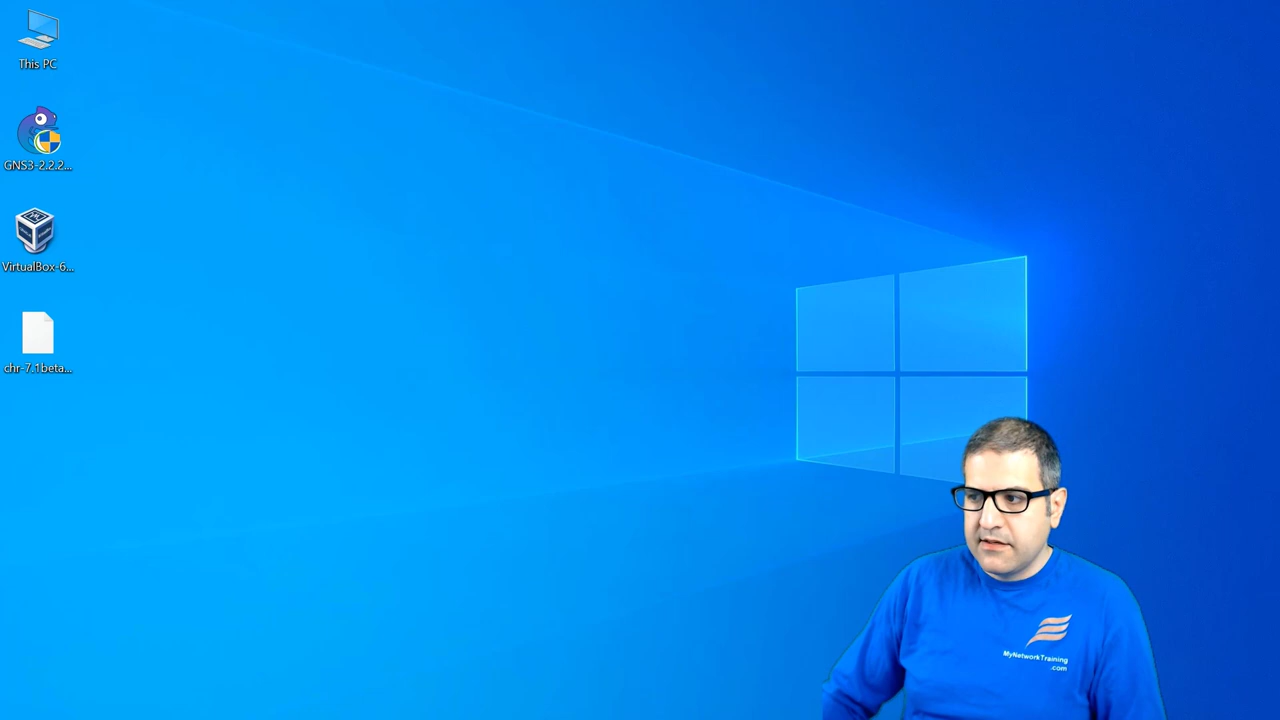 This PC
GNS3-2.2.2...
VirtualBox-6...
chr-7.1beta...
MyNetworkTraining
.com